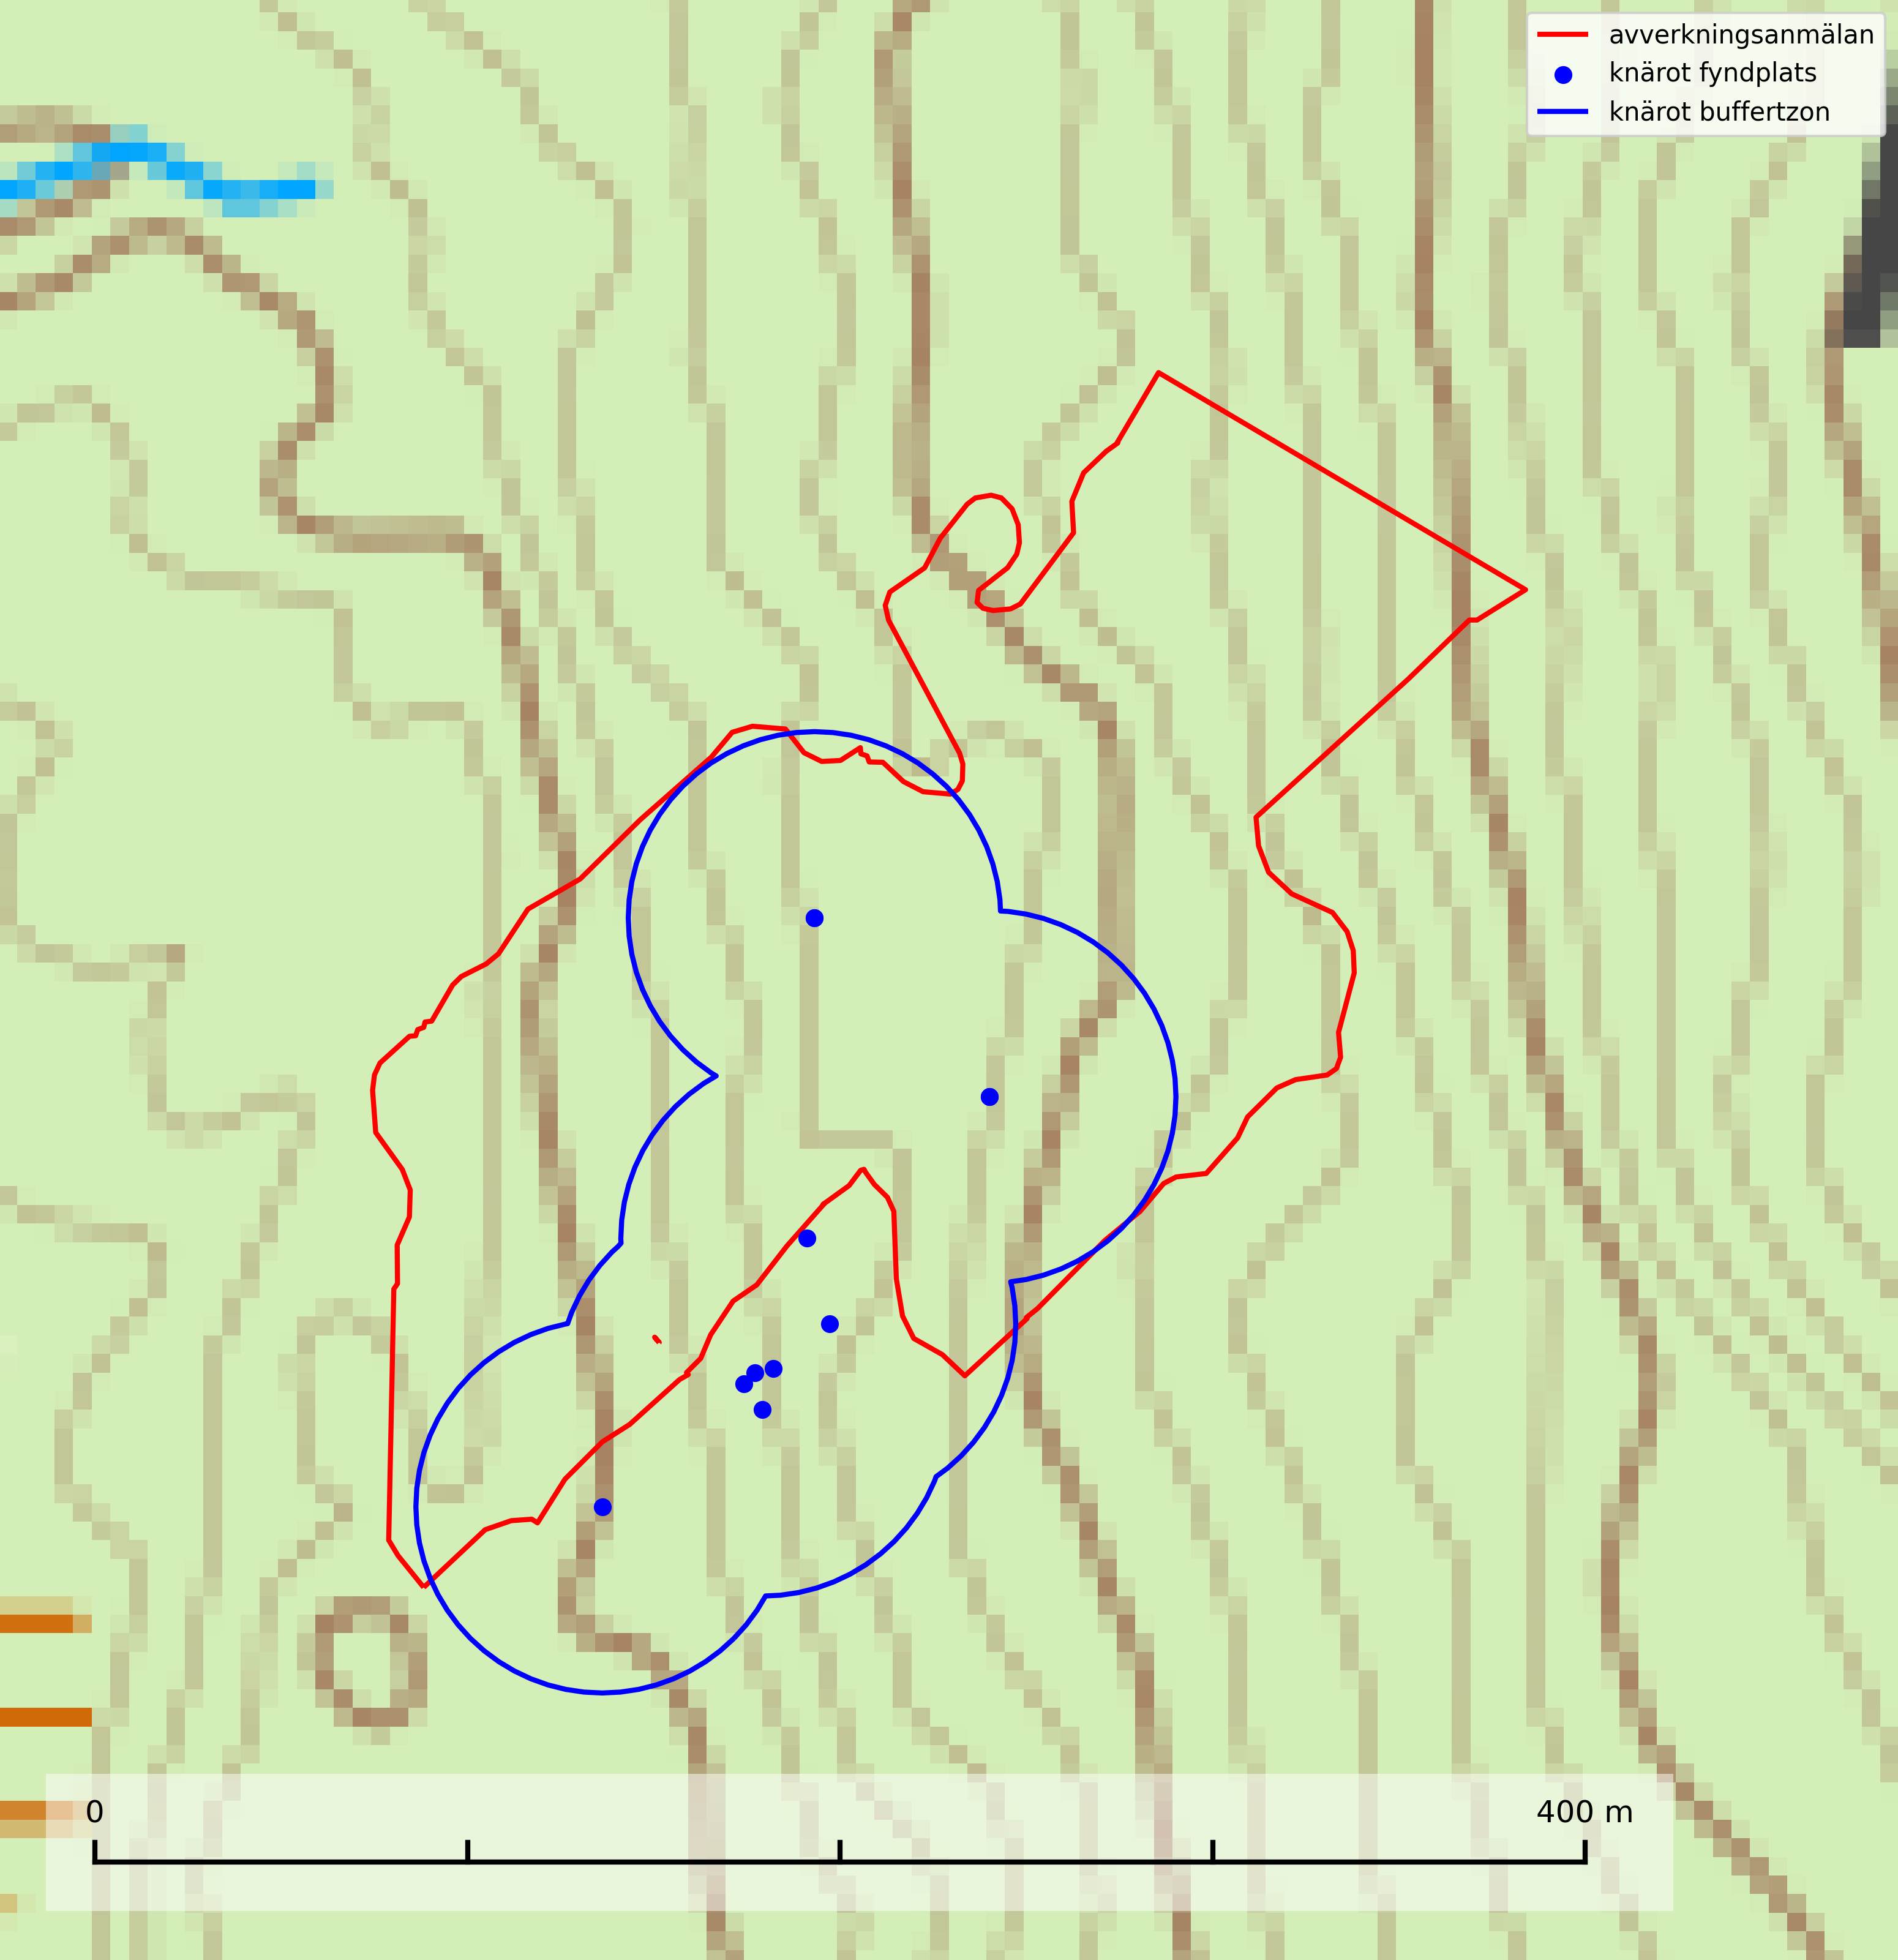 avverkningsanmälan
knärot fyndplats
knärot buffertzon
0 400 m